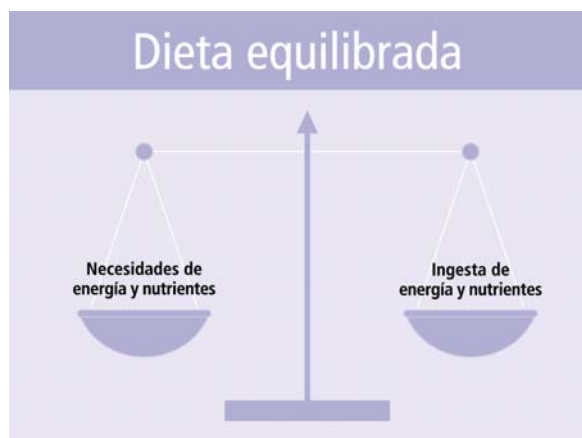 Dieta equilibrada
Necesidades de
energía y nutrientes
Ingesta de
energía y nutrientes